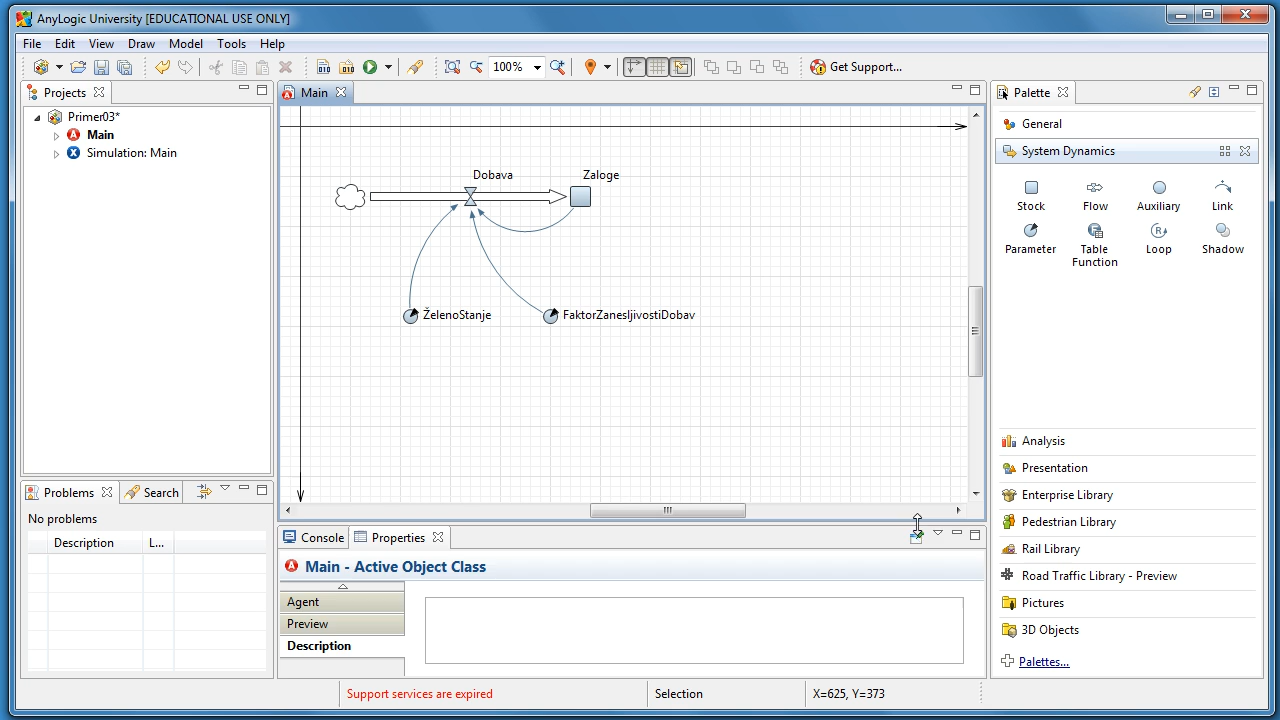 AnyLogic University [EDUCATIONAL USE ONLY]
File Edit View Draw Model Tools Help
100% Get Support...
Projects
Primer03*
Main
Simulation: Main
Main
Dobava
Zaloge
ŽelenoStanje
FaktorZanesljivostiDobav
Palette
General
System Dynamics
Stock Flow Auxiliary Link
Parameter Table Function Loop Shadow
Analysis
Presentation
Enterprise Library
Pedestrian Library
Rail Library
Road Traffic Library - Preview
Pictures
3D Objects
Palettes...
Problems Search
No problems
Description L...
Console Properties
Main - Active Object Class
Agent
Preview
Description
Support services are expired Selection X=625, Y=373